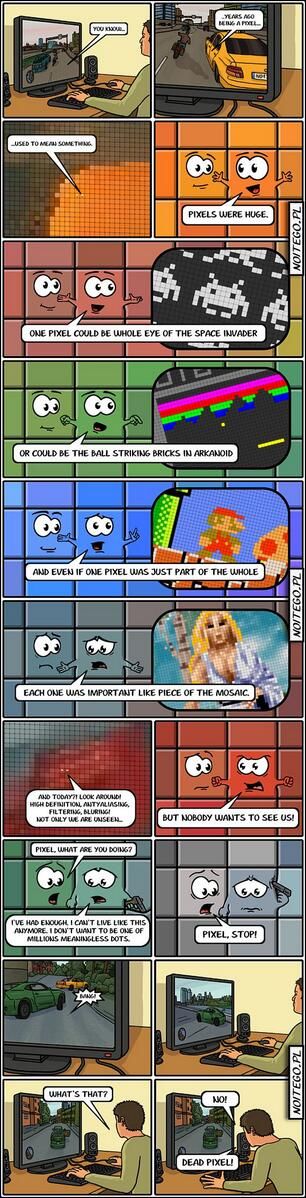 YOU KNOW...
...YEARS AGO
BEING A PIXEL...
...USED TO MEAN SOMETHING.
PIXELS WERE HUGE.
NOITEGO.PL
ONE PIXEL COULD BE WHOLE EYE OF THE SPACE INVADER
OR COULD BE THE BALL STRIKING BRICKS IN ARKANOID
AND EVEN IF ONE PIXEL WAS JUST PART OF THE WHOLE
NOITEGO.PL
EACH ONE WAS IMPORTANT LIKE PIECE OF THE MOSAIC.
AND TODAY?! LOOK AROUND!
HIGH DEFINITION, ANTYALIASING,
FILTERING, BLURING!
NOT ONLY WE ARE UNSEEN...
BUT NOBODY WANTS TO SEE US!
PIXEL, WHAT ARE YOU DOING?
I'VE HAD ENOUGH. I CAN'T LIVE LIKE THIS
ANYMORE. I DON'T WANT TO BE ONE OF
MILLIONS MEANINGLESS DOTS.
PIXEL, STOP!
BANG!
WHAT'S THAT?
NO!
DEAD PIXEL!
NOITEGO.PL